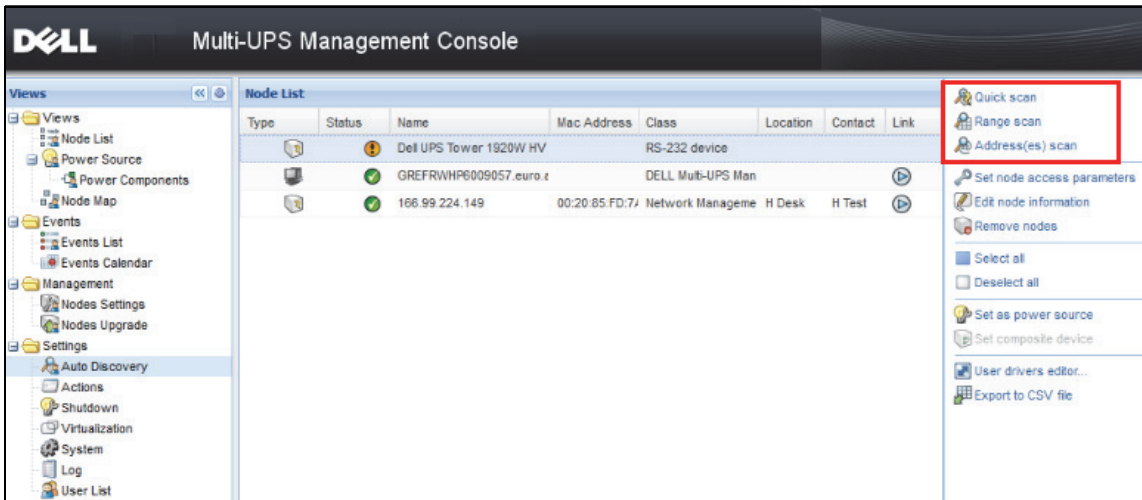 DELL Multi-UPS Management Console
Views
Views
Node List
Power Source
Power Components
Node Map
Events
Events List
Events Calendar
Management
Nodes Settings
Nodes Upgrade
Settings
Auto Discovery
Actions
Shutdown
Virtualization
System
Log
User List
Node List
Type Status Name Mac Address Class Location Contact Link
Dell UPS Tower 1920W HV RS-232 device
GREFRWHP6009057.euro.e DELL Multi-UPS Man
166.99.224.149 00:20:85:FD:7A Network Manageme H Desk H Test
Quick scan
Range scan
Address(es) scan
Set node access parameters
Edit node information
Remove nodes
Select all
Deselect all
Set as power source
Set composite device
User drivers editor...
Export to CSV file